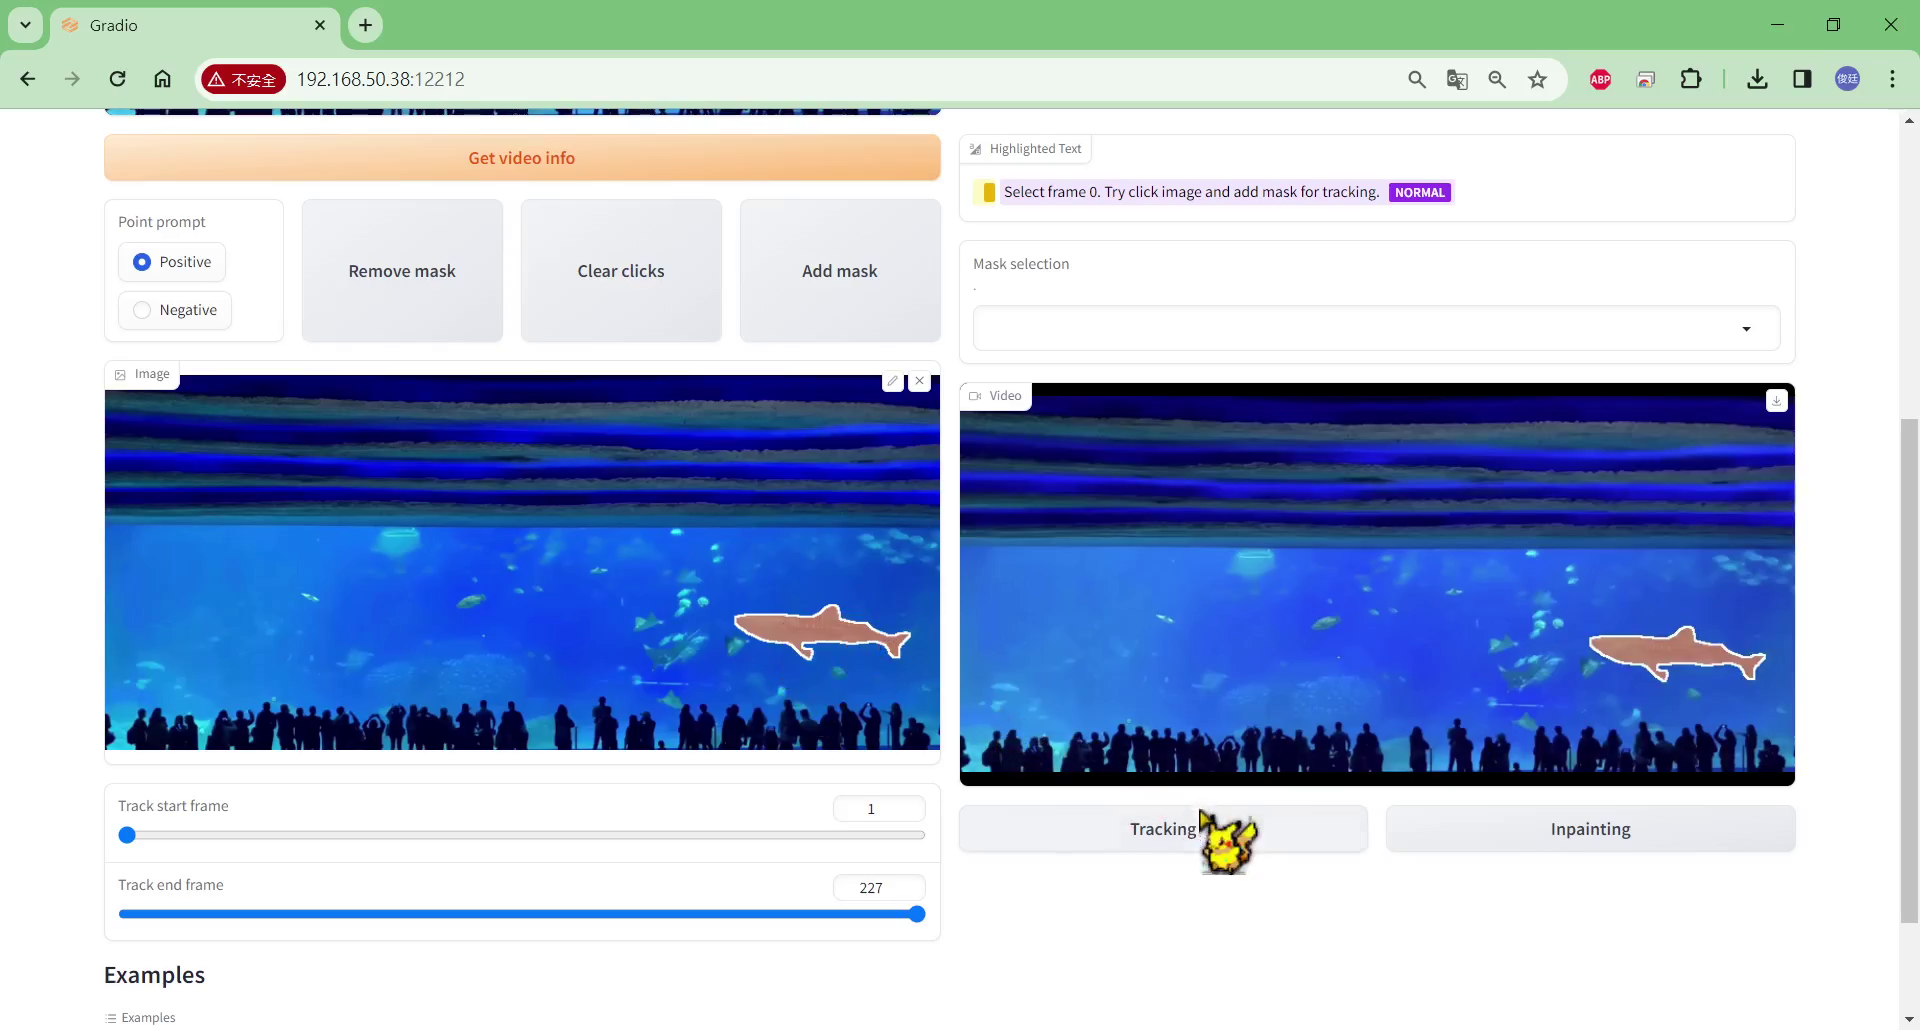 Gradio
不安全
192.168.50.38:12212
ABP
俊廷
Get video info
Point prompt
Positive
Negative
Remove mask
Clear clicks
Add mask
Highlighted Text
Select frame 0. Try click image and add mask for tracking. NORMAL
Mask selection
.
Image
Video
Track start frame
1
Track end frame
227
Tracking
Inpainting
Examples
Examples